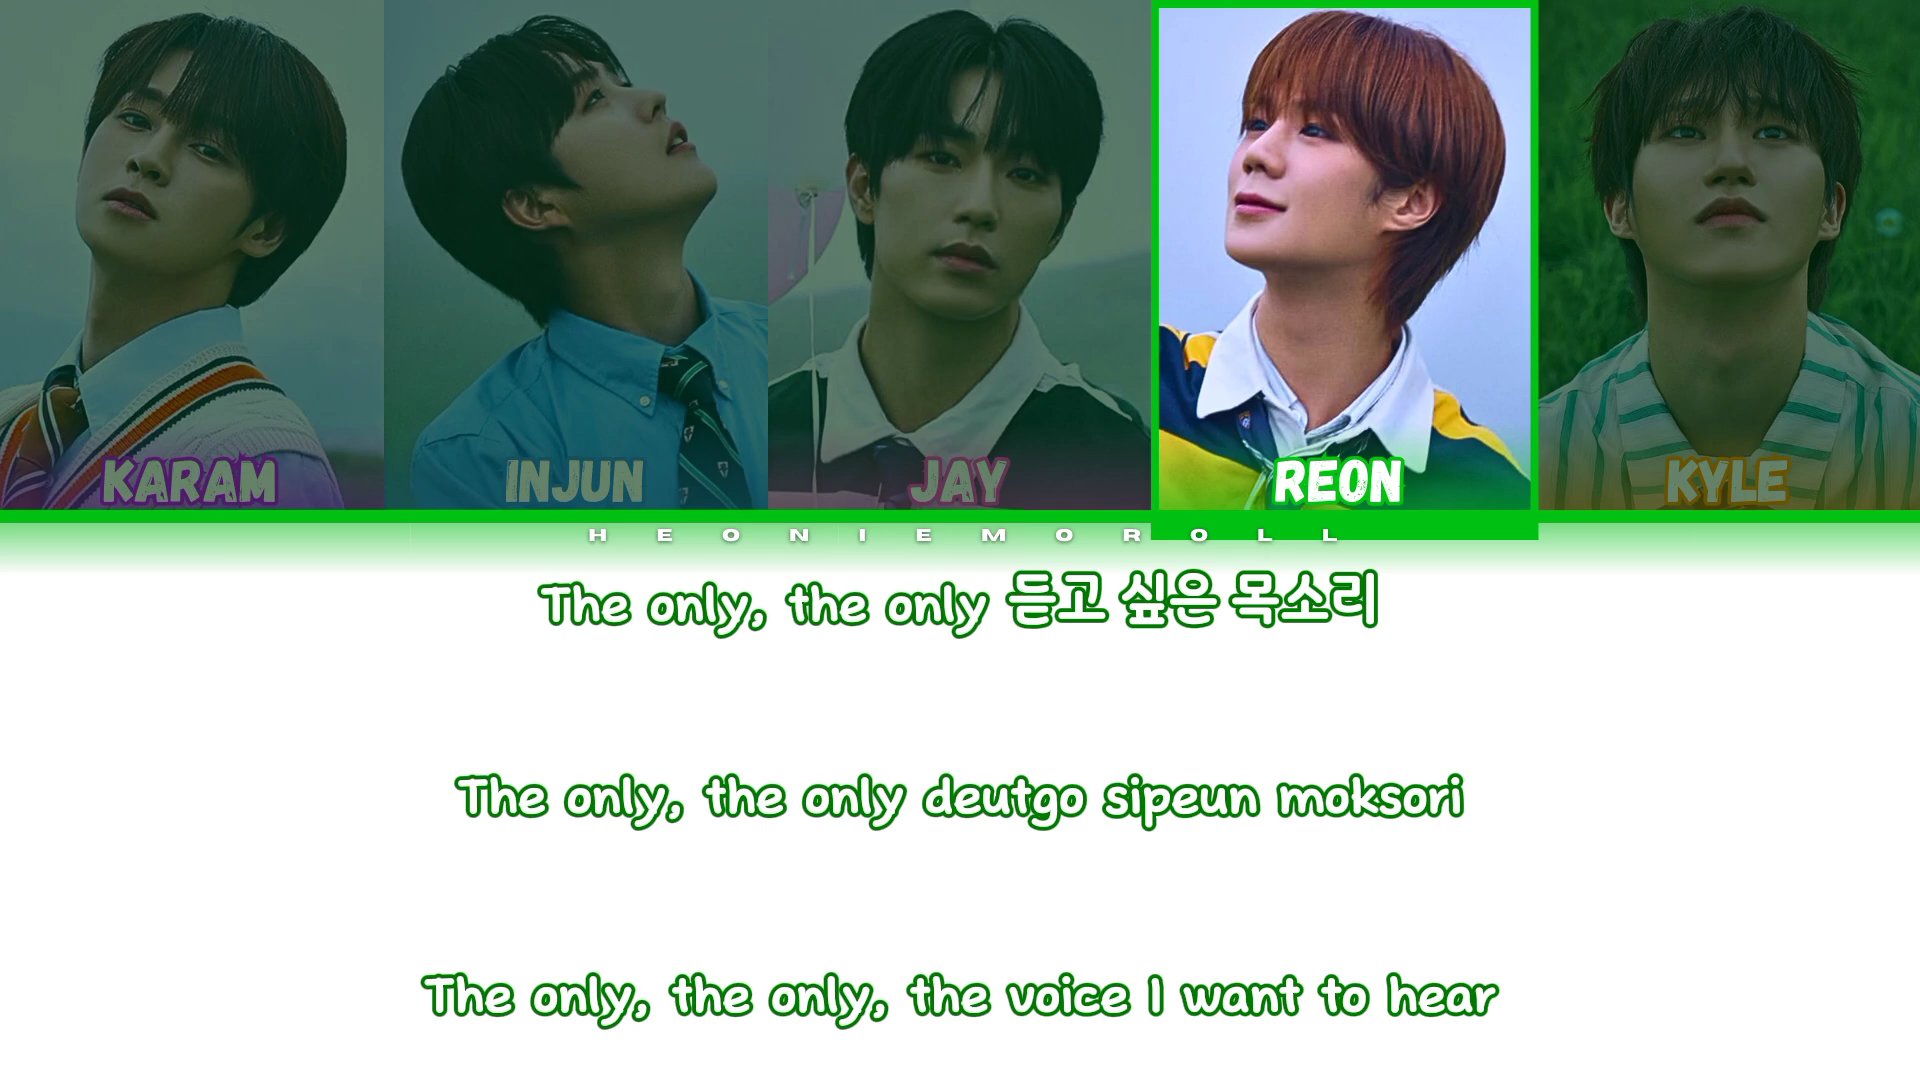 KARAM
INJUN
JAY
REON
KYLE
HEONIEMOROLL
The only, the only 듣고 싶은 목소리
The only, the only deutgo sipeun moksori
The only, the only, the voice I want to hear